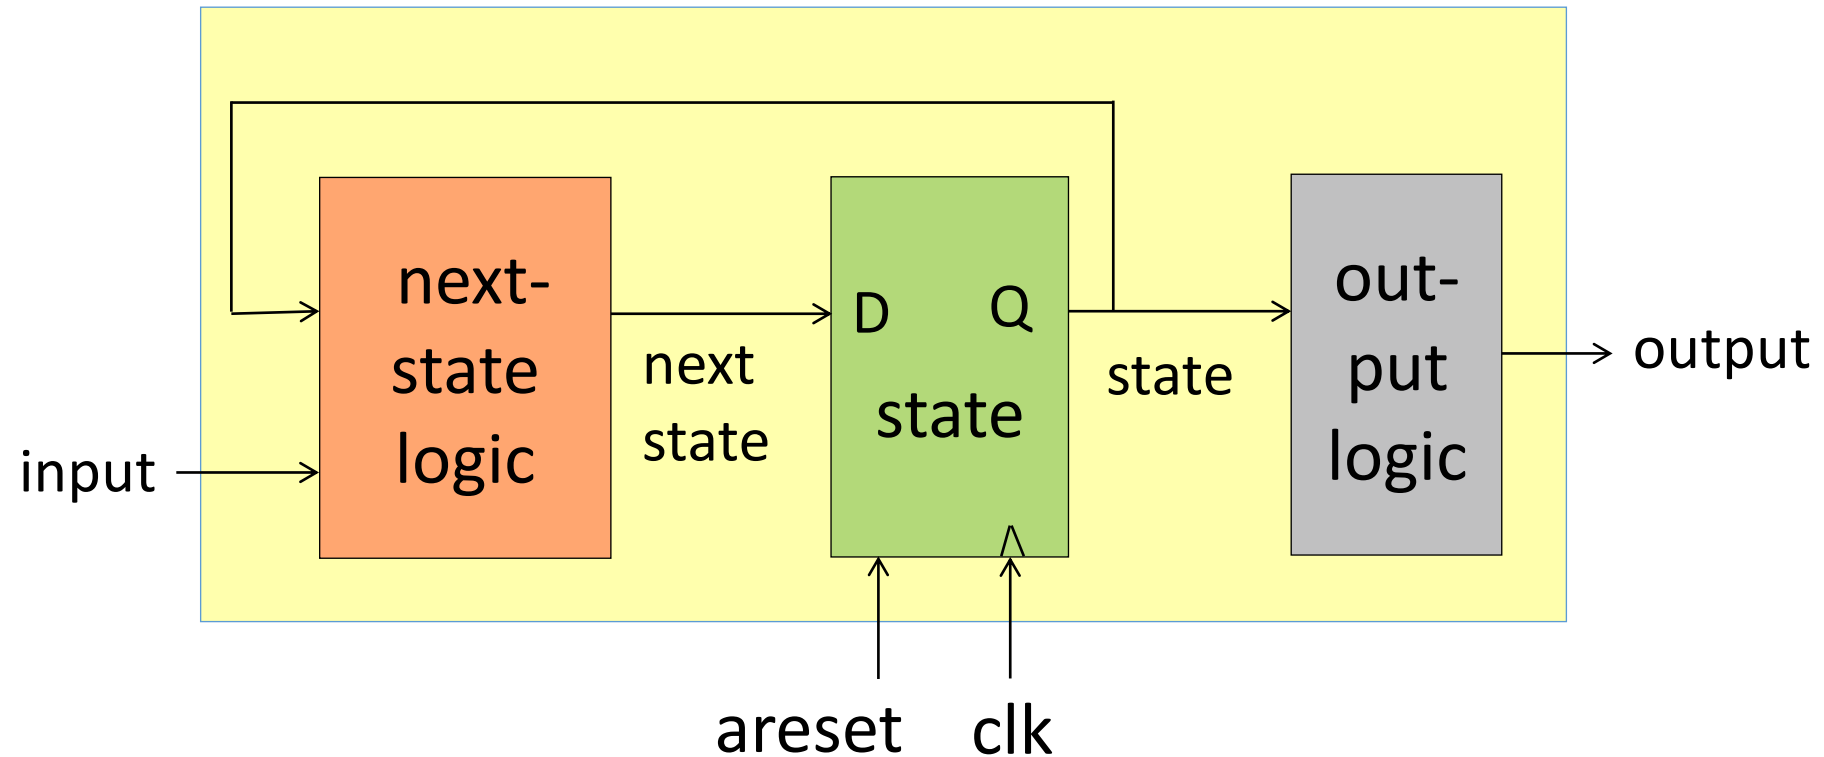 next-
state
logic
input
next
state
D Q
state
state
out-
put
logic
output
areset
clk